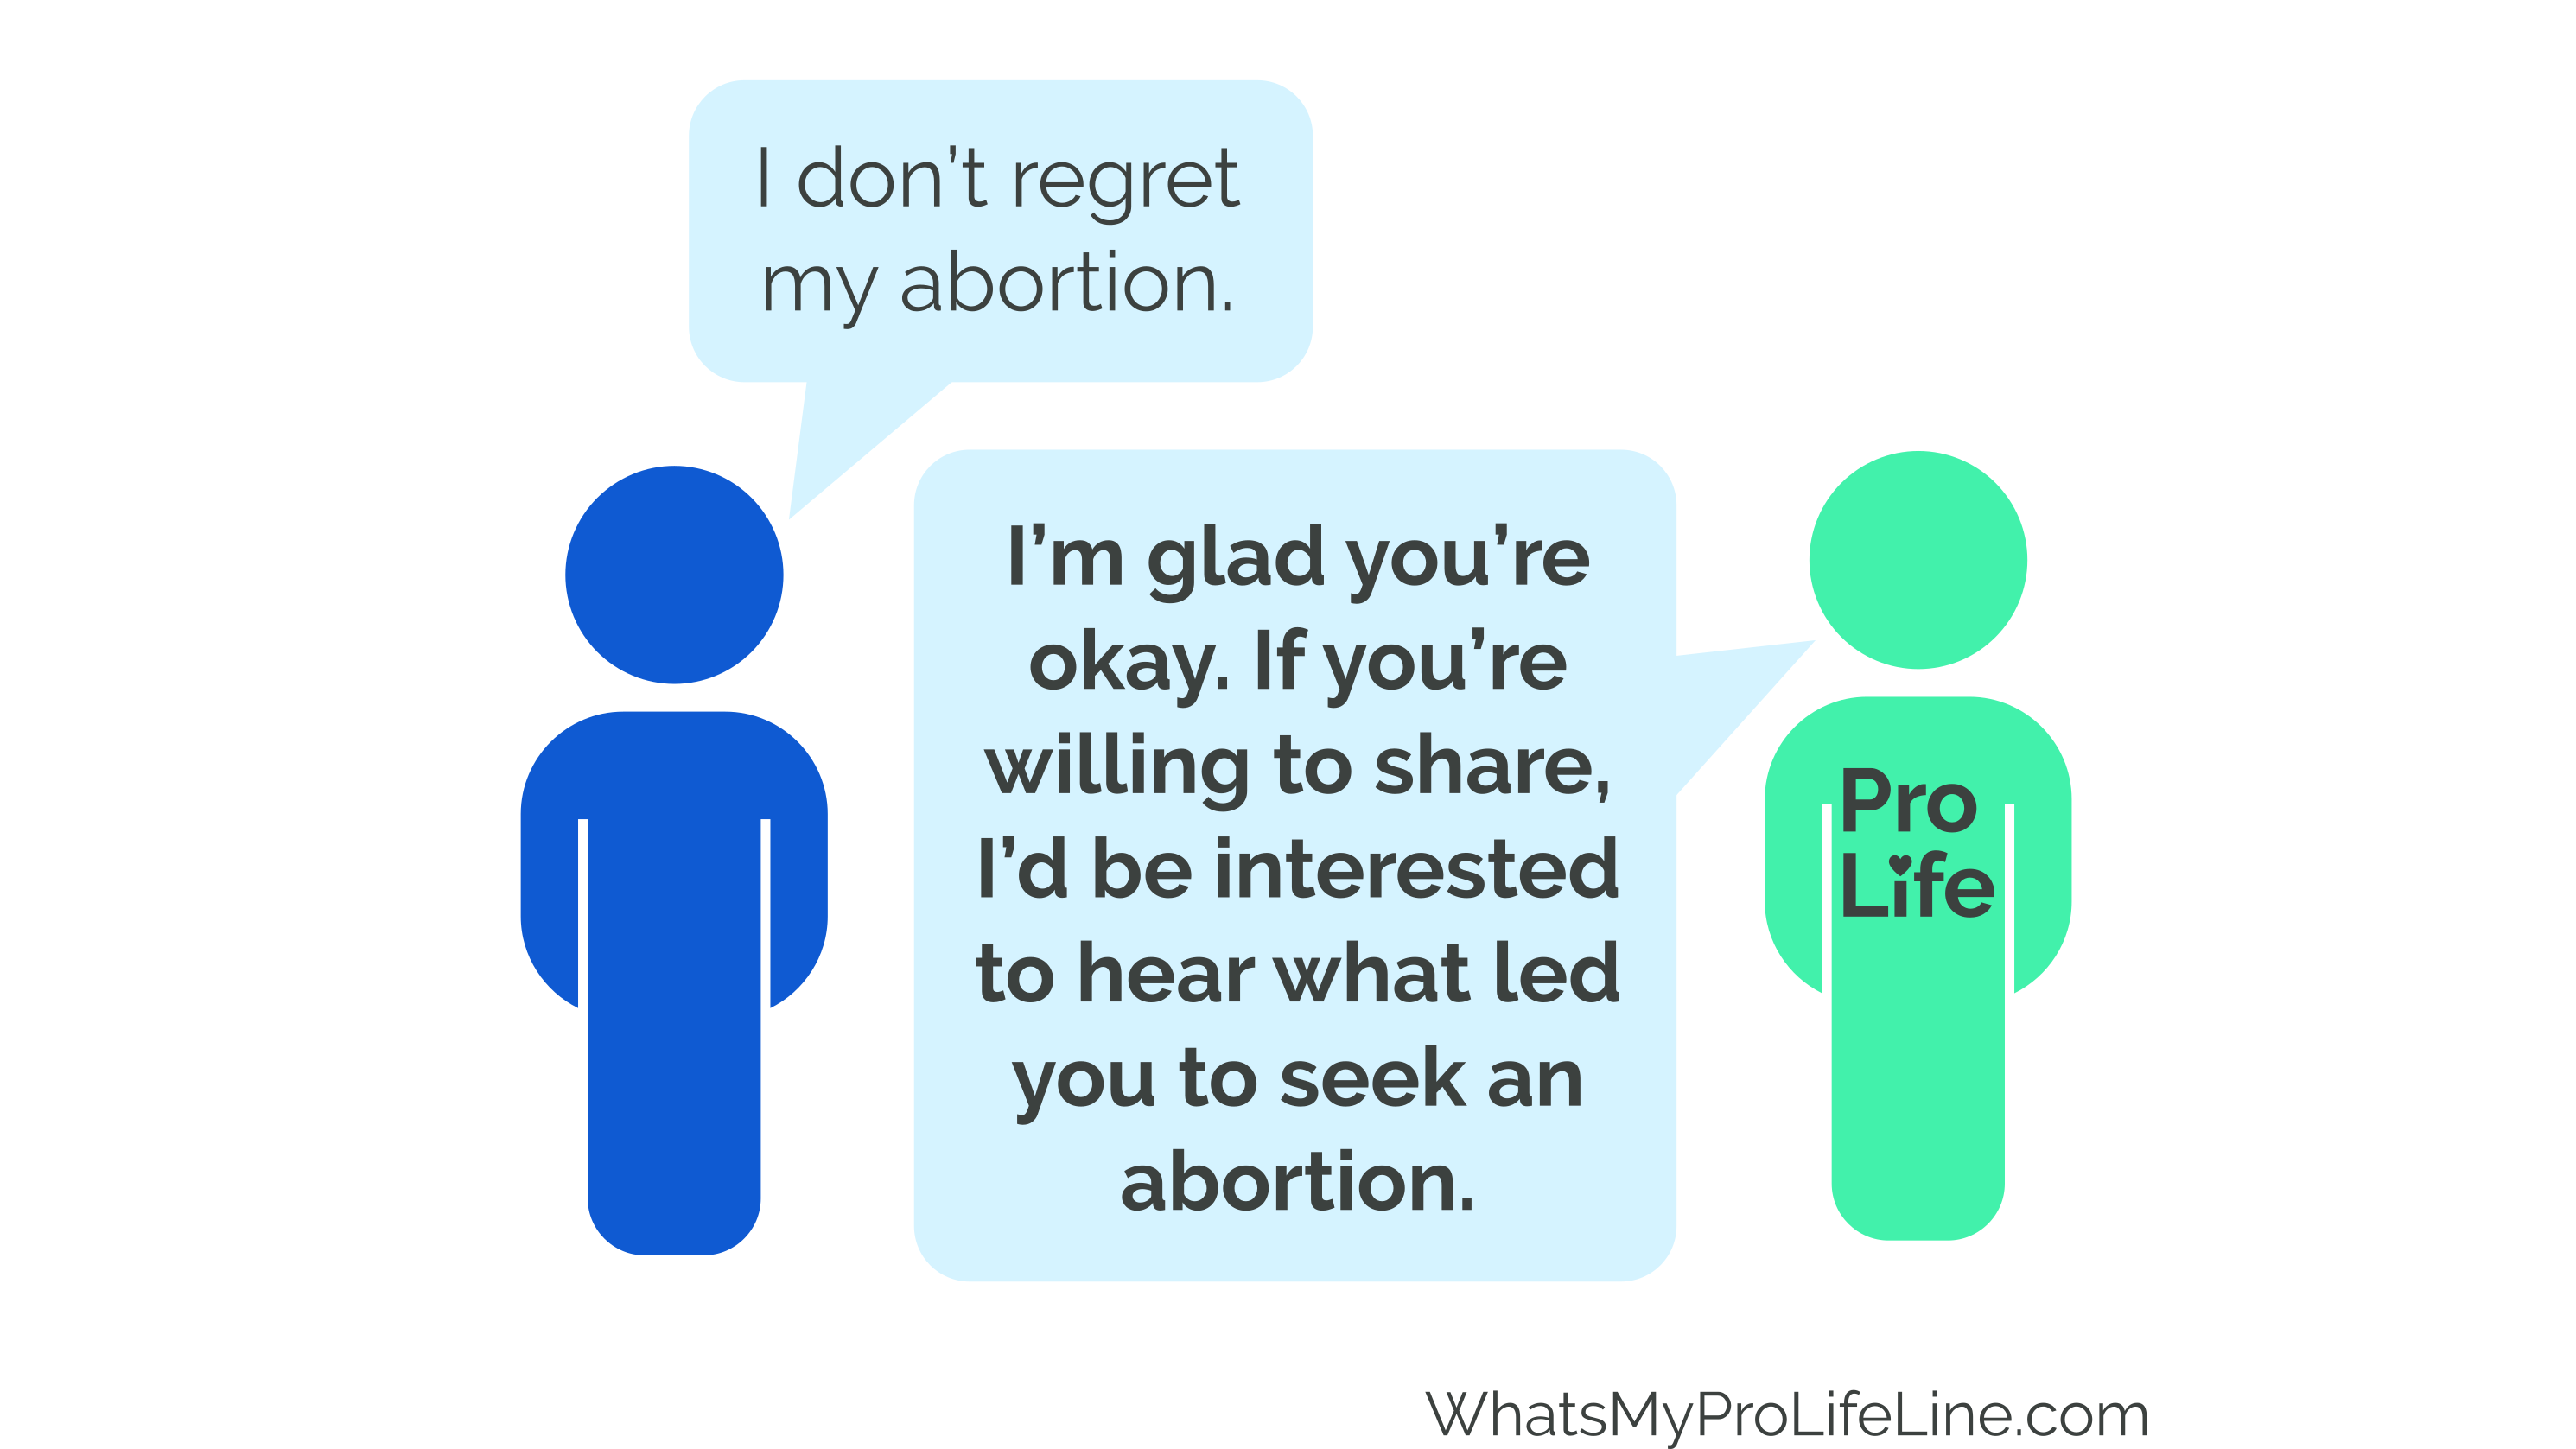 I don’t regret
my abortion.
I’m glad you’re
okay. If you’re
willing to share,
I’d be interested
to hear what led
you to seek an
abortion.
Pro
Life
WhatsMyProLifeLine.com